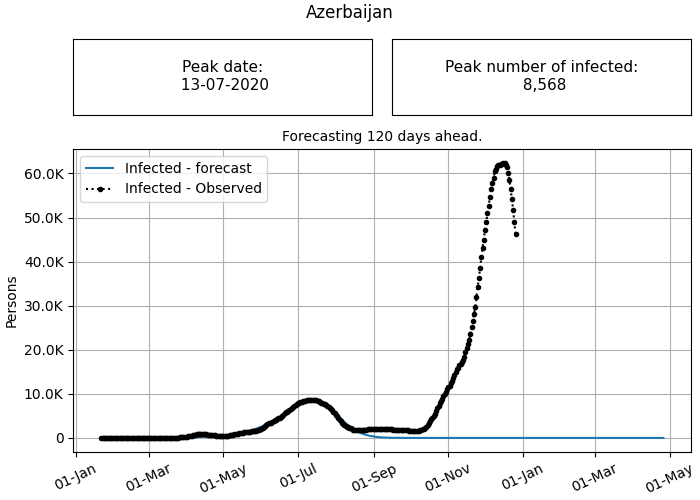 Azerbaijan
Peak date:
13-07-2020
Peak number of infected:
8,568
Forecasting 120 days ahead.
Infected - forecast
Infected - Observed
Persons
60.0K
50.0K
40.0K
30.0K
20.0K
10.0K
0
01-Jan
01-Mar
01-May
01-Jul
01-Sep
01-Nov
01-Jan
01-Mar
01-May